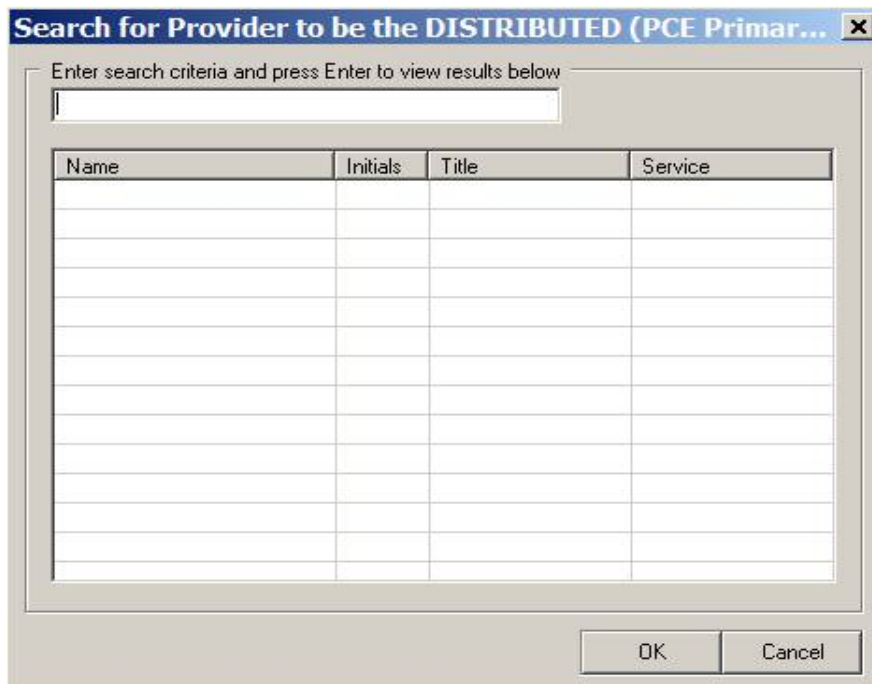 Search for Provider to be the DISTRIBUTED (PCE Primar...
Enter search criteria and press Enter to view results below
Name Initials Title Service
OK Cancel